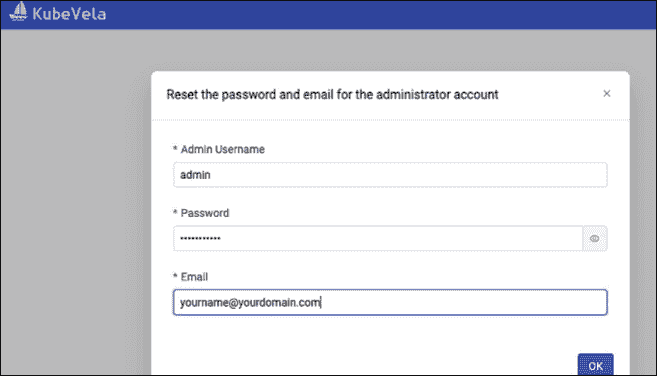 KubeVela
Reset the password and email for the administrator account
* Admin Username
admin
* Password
•••••••••••
* Email
yourname@yourdomain.com
OK